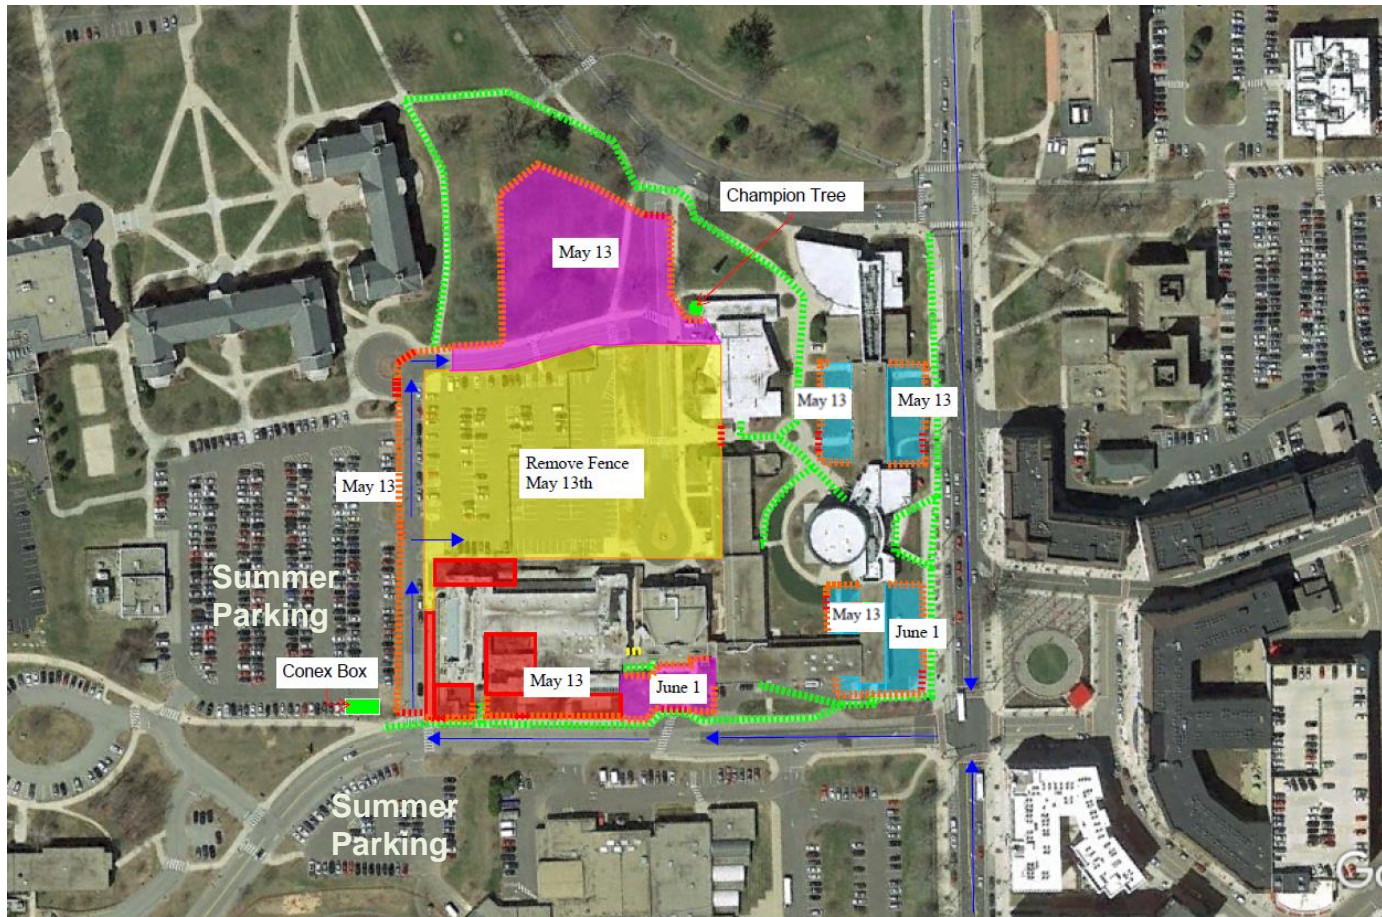 Champion Tree
May 13
May 13
May 13
Remove Fence
May 13th
May 13
Summer
Parking
May 13
June 1
Conex Box
May 13
June 1
Summer
Parking